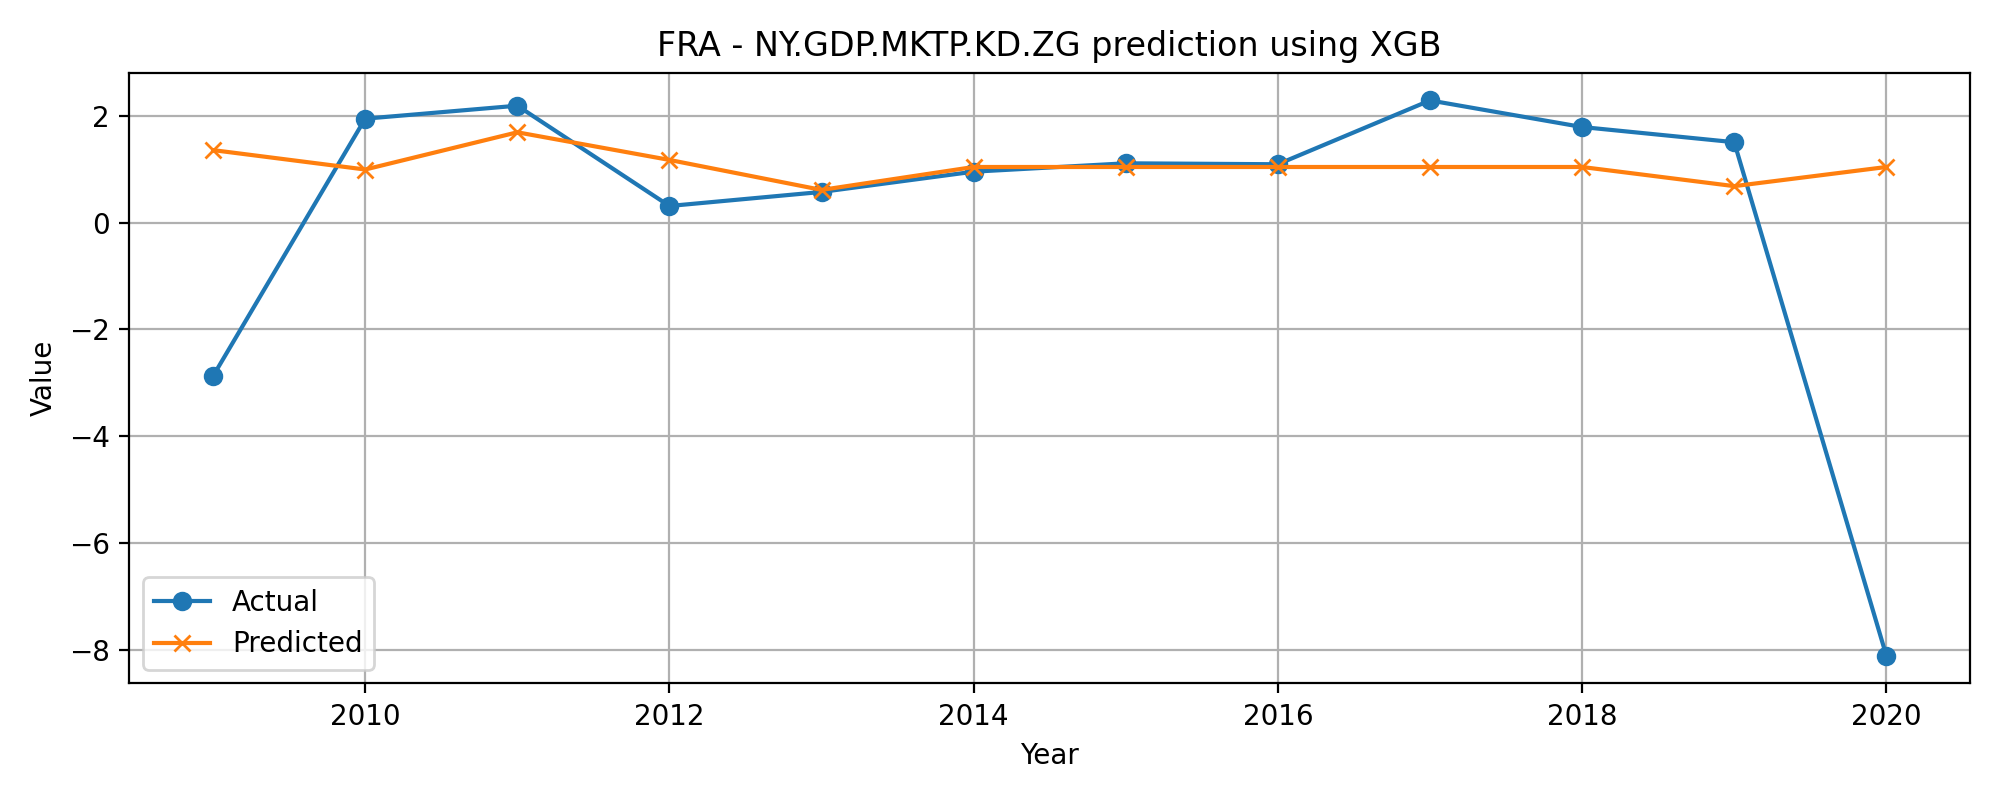 FRA - NY.GDP.MKTP.KD.ZG prediction using XGB
Value
2
0
−2
−4
−6
−8
Actual
Predicted
2010 2012 2014 2016 2018 2020
Year